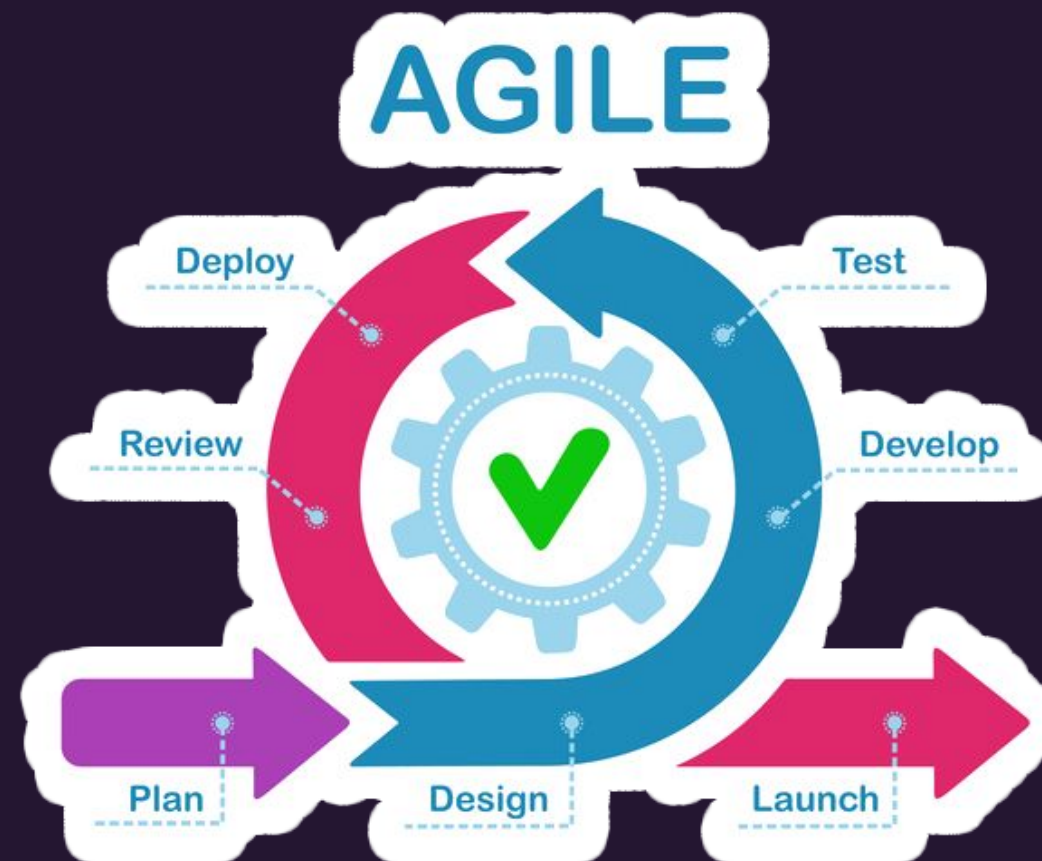 AGILE
Deploy
Test
Review
Develop
Plan
Design
Launch